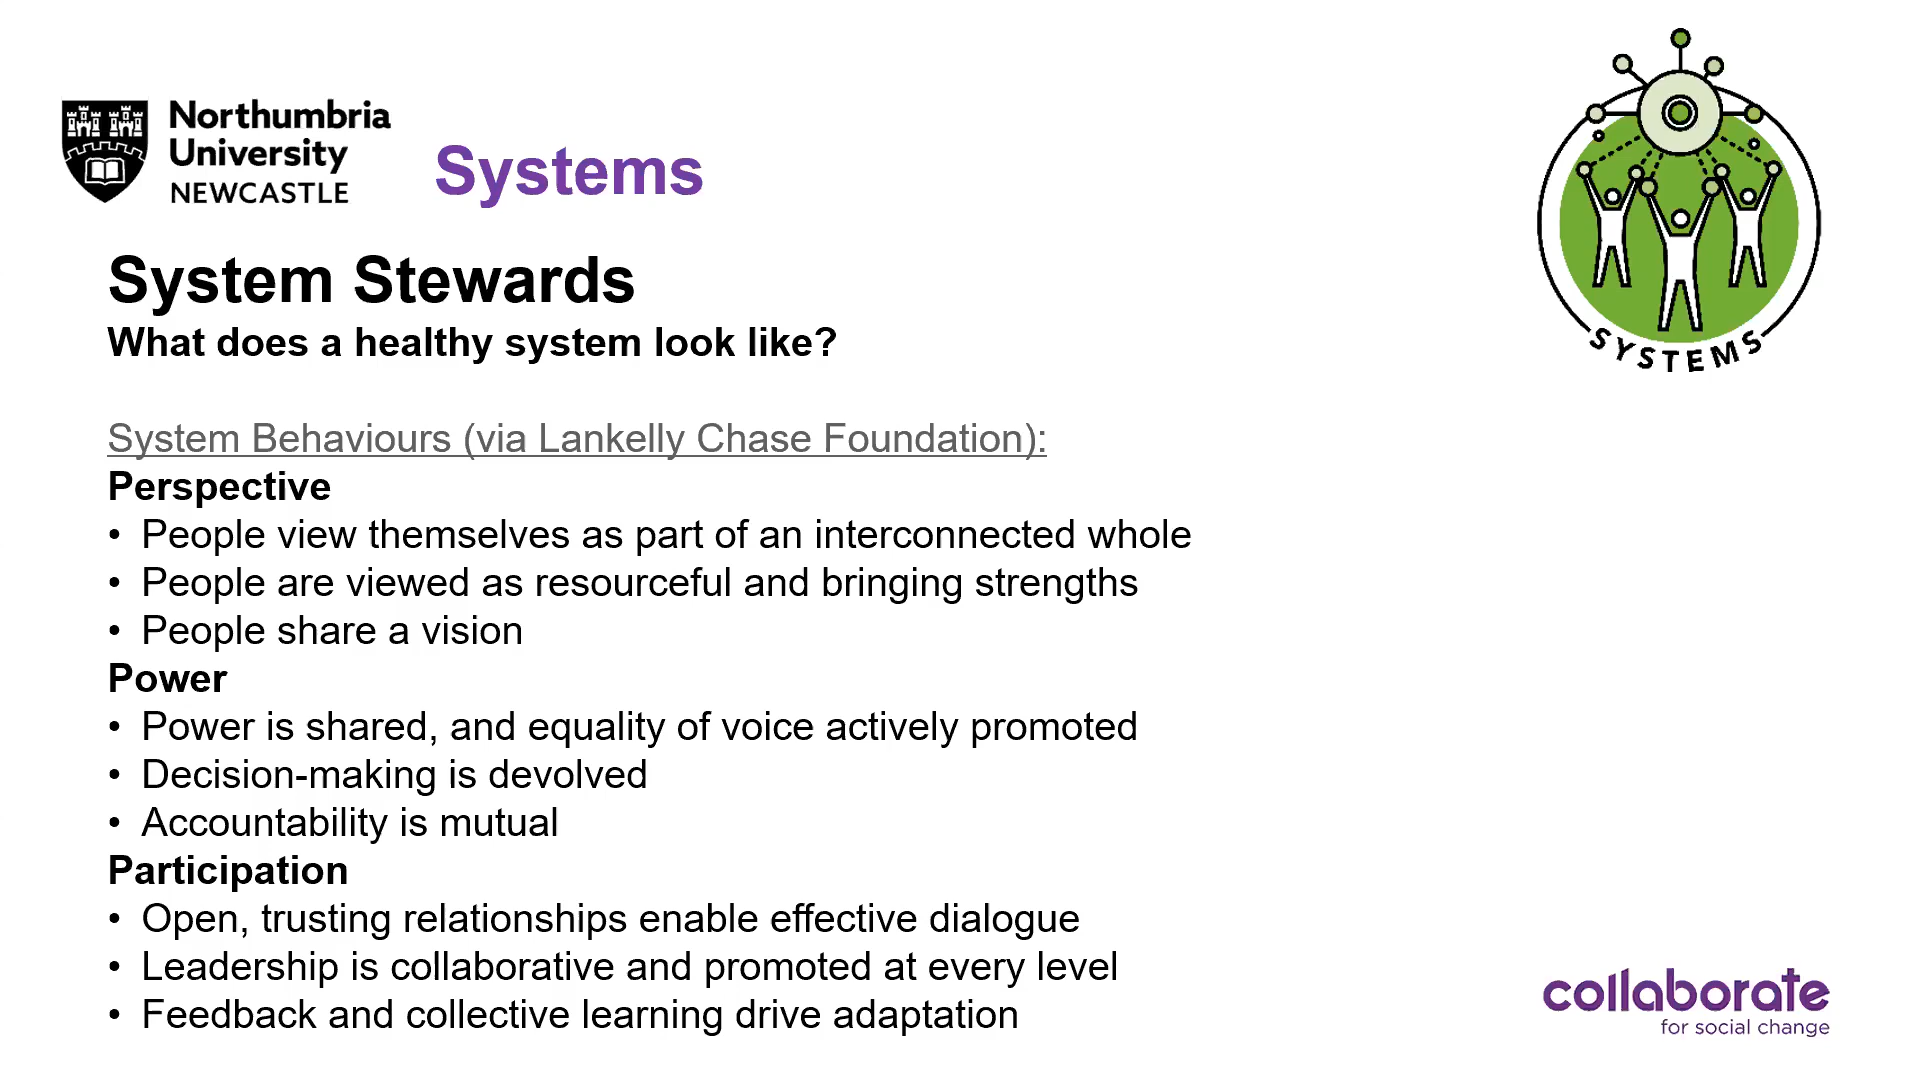 Northumbria
University
NEWCASTLE
Systems
SYSTEMS
System Stewards
What does a healthy system look like?
System Behaviours (via Lankelly Chase Foundation):
Perspective
• People view themselves as part of an interconnected whole
• People are viewed as resourceful and bringing strengths
• People share a vision
Power
• Power is shared, and equality of voice actively promoted
• Decision-making is devolved
• Accountability is mutual
Participation
• Open, trusting relationships enable effective dialogue
• Leadership is collaborative and promoted at every level
• Feedback and collective learning drive adaptation
collaborate
for social change